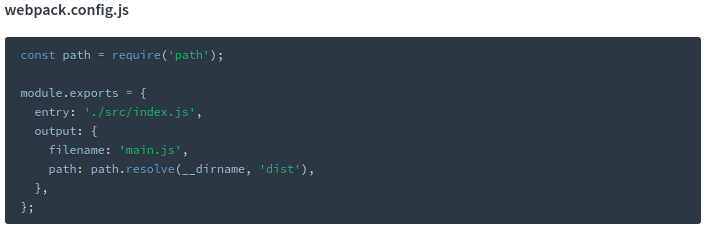 webpack.config.js
const path = require('path');
module.exports = {
  entry: './src/index.js',
  output: {
    filename: 'main.js',
    path: path.resolve(__dirname, 'dist'),
  },
};